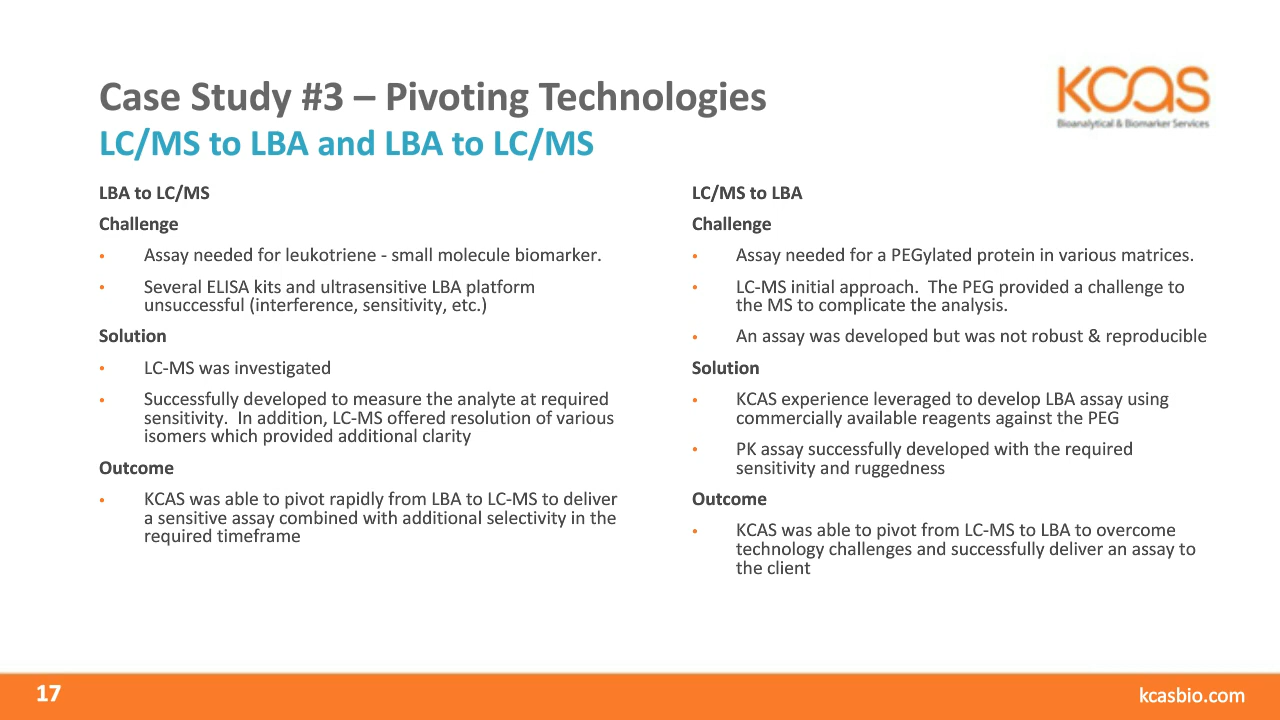 Case Study #3 – Pivoting Technologies
LC/MS to LBA and LBA to LC/MS
KCAS
Bioanalytical & Biomarker Services
LBA to LC/MS
Challenge
• Assay needed for leukotriene - small molecule biomarker.
• Several ELISA kits and ultrasensitive LBA platform
unsuccessful (interference, sensitivity, etc.)
Solution
• LC-MS was investigated
• Successfully developed to measure the analyte at required
sensitivity.  In addition, LC-MS offered resolution of various
isomers which provided additional clarity
Outcome
• KCAS was able to pivot rapidly from LBA to LC-MS to deliver
a sensitive assay combined with additional selectivity in the
required timeframe
LC/MS to LBA
Challenge
• Assay needed for a PEGylated protein in various matrices.
• LC-MS initial approach.  The PEG provided a challenge to
the MS to complicate the analysis.
• An assay was developed but was not robust & reproducible
Solution
• KCAS experience leveraged to develop LBA assay using
commercially available reagents against the PEG
• PK assay successfully developed with the required
sensitivity and ruggedness
Outcome
• KCAS was able to pivot from LC-MS to LBA to overcome
technology challenges and successfully deliver an assay to
the client
17
kcasbio.com